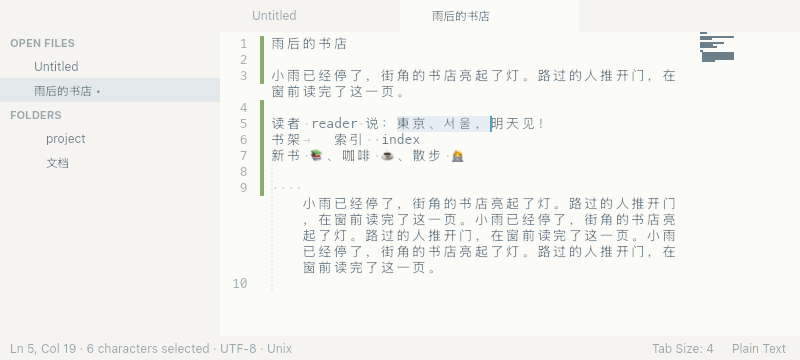 Untitled
雨后的书店
OPEN FILES
Untitled
雨后的书店 •
FOLDERS
project
文档
1 雨后的书店
2
3 小雨已经停了，街角的书店亮起了灯。路过的人推开门，在
窗前读完了这一页。
4
5 读者·reader·说：東京、서울，明天见！
6 书架→ 索引··index
7 新书·📚、咖啡·☕、散步·🙋
8
9 ····
小雨已经停了，街角的书店亮起了灯。路过的人推开门
，在窗前读完了这一页。小雨已经停了，街角的书店亮
起了灯。路过的人推开门，在窗前读完了这一页。小雨
已经停了，街角的书店亮起了灯。路过的人推开门，在
窗前读完了这一页。
10
Ln 5, Col 19 · 6 characters selected · UTF-8 · Unix
Tab Size: 4
Plain Text